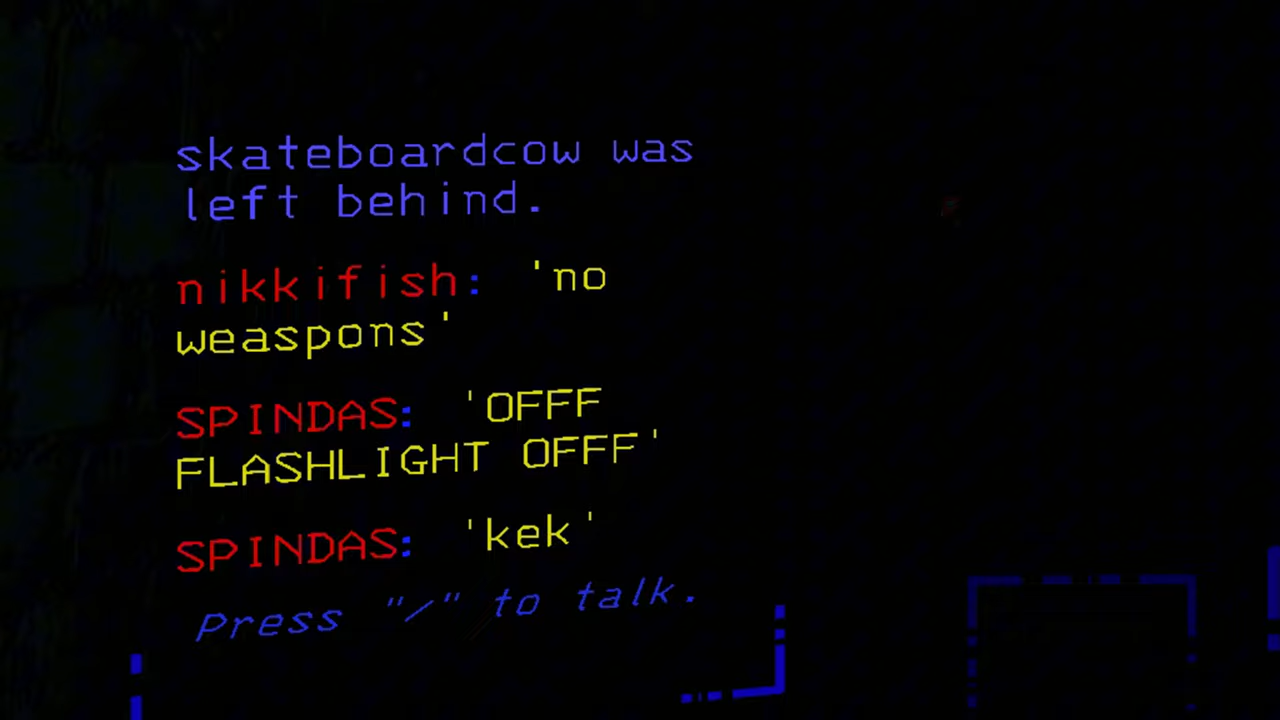 skateboardcow was
left behind.
nikkifish: 'no
weaspons'
SPINDAS: 'OFFF
FLASHLIGHT OFFF'
SPINDAS: 'kek'
Press "/" to talk.